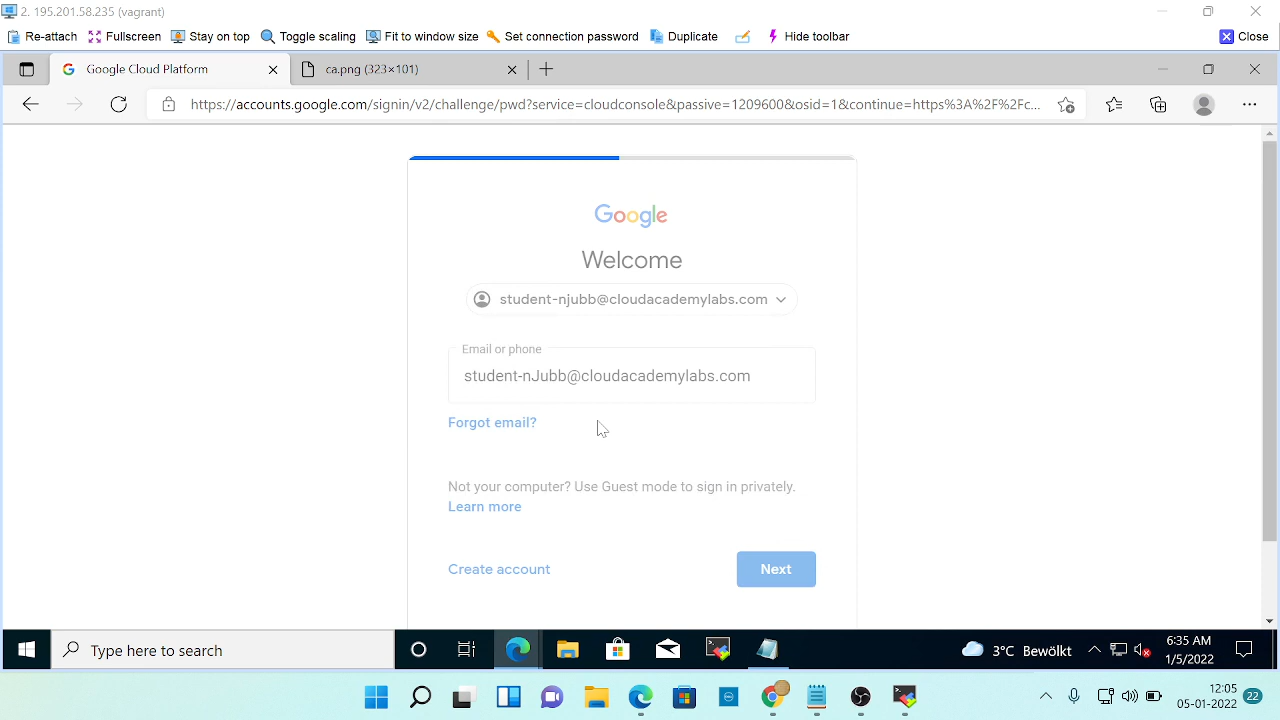 2. 195.201.58.235 (vagrant)
Re-attach Fullscreen Stay on top Toggle scaling Fit to window size Set connection password Duplicate Hide toolbar Close
Google Cloud Platform ca.png (323×101)
https://accounts.google.com/signin/v2/challenge/pwd?service=cloudconsole&passive=1209600&osid=1&continue=https%3A%2F%2Fc...
Google
Welcome
student-njubb@cloudacademylabs.com
Email or phone
student-nJubb@cloudacademylabs.com
Forgot email?
Not your computer? Use Guest mode to sign in privately.
Learn more
Create account Next
Type here to search 3°C Bewölkt 6:35 AM
1/5/2022
12:05
05-01-2022 22